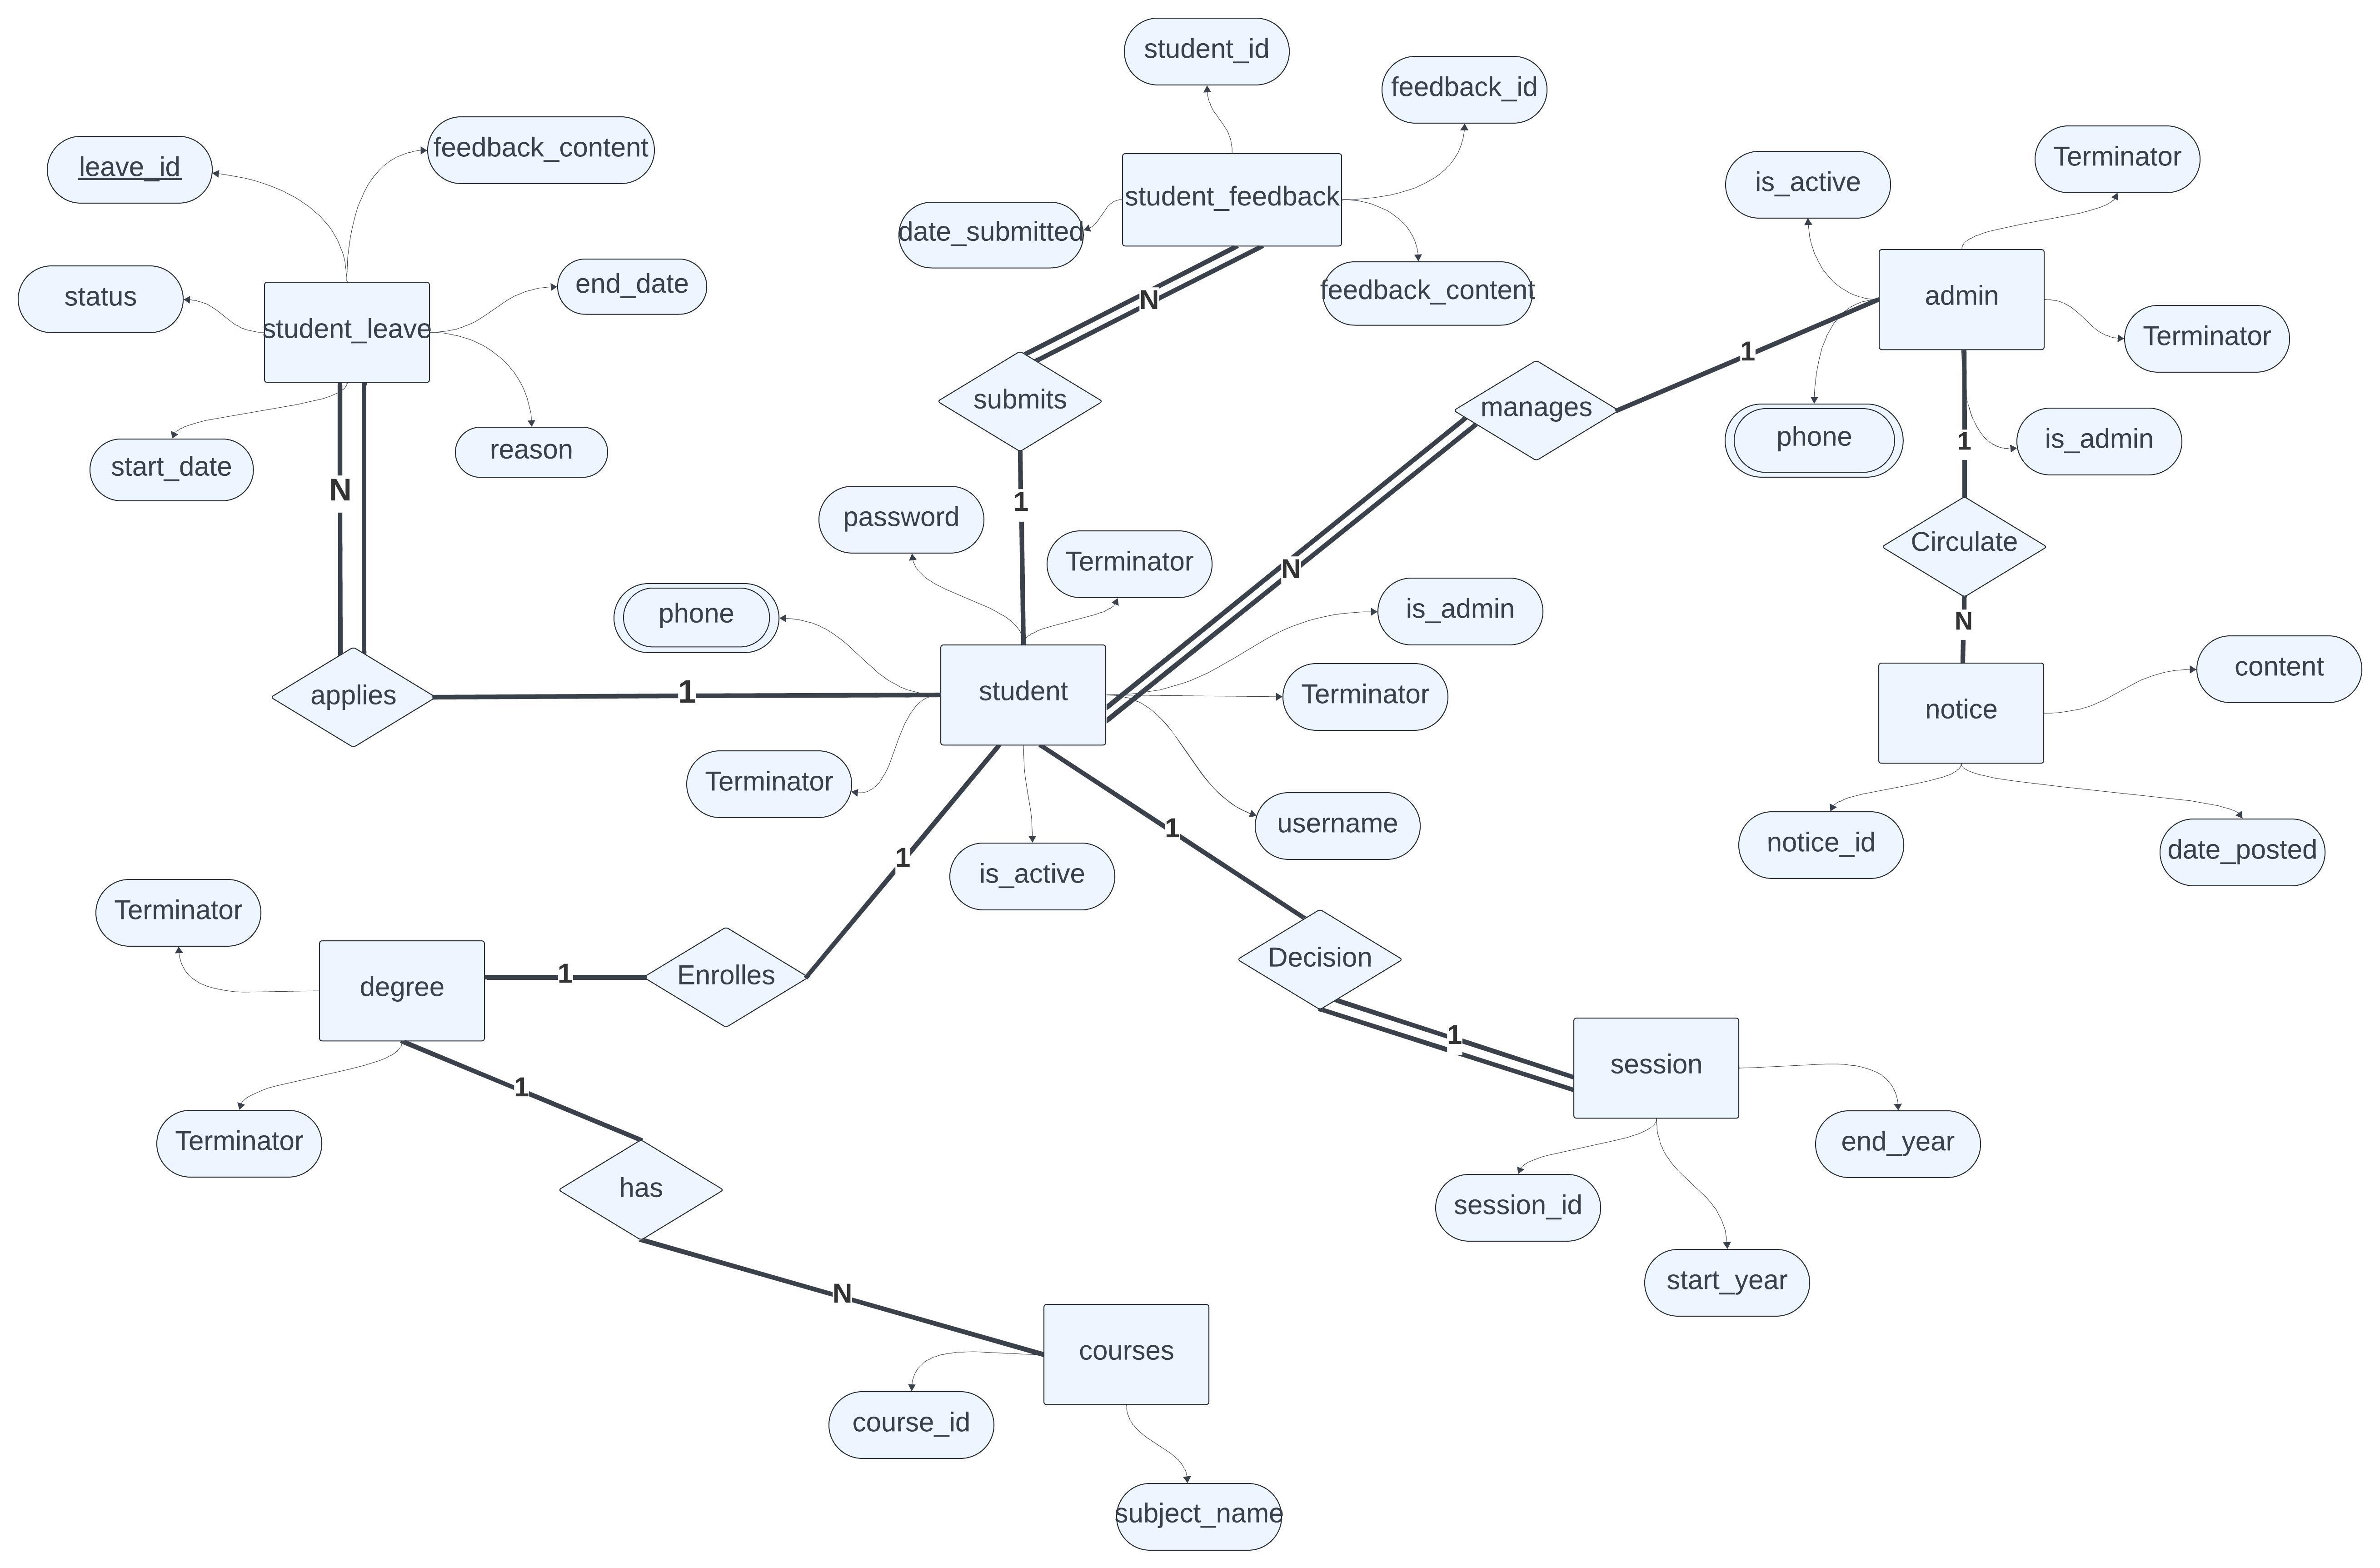 student_id
feedback_id
feedback_content
leave_id
Terminator
is_active
student_feedback
date_submitted
end_date
status
feedback_content
admin
N
student_leave
Terminator
1
manages
submits
phone
is_admin
1
reason
start_date
N
1
password
Circulate
Terminator
N
is_admin
phone
N
content
1
applies
student
Terminator
notice
Terminator
username
1
notice_id
date_posted
1
is_active
Terminator
Decision
1
Enrolles
degree
1
session
1
Terminator
end_year
has
session_id
start_year
N
courses
course_id
subject_name